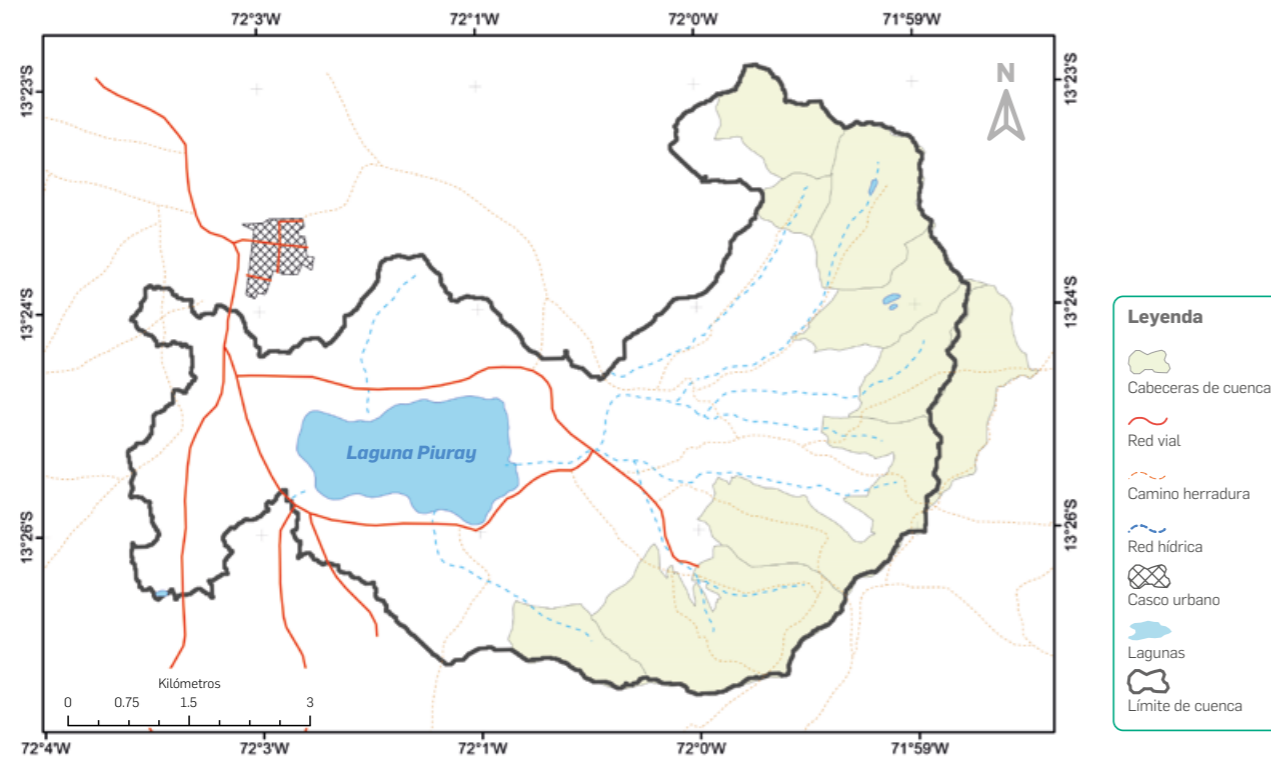 72°3'W
72°1'W
72°0'W
71°59'W
13°23'S
13°23'S
N
13°24'S
13°24'S
Laguna Piuray
13°26'S
13°26'S
Kilómetros
0
0.75
1.5
3
72°4'W
72°3'W
72°1'W
72°0'W
71°59'W
Leyenda
Cabeceras de cuenca
Red vial
Camino herradura
Red hídrica
Casco urbano
Lagunas
Límite de cuenca